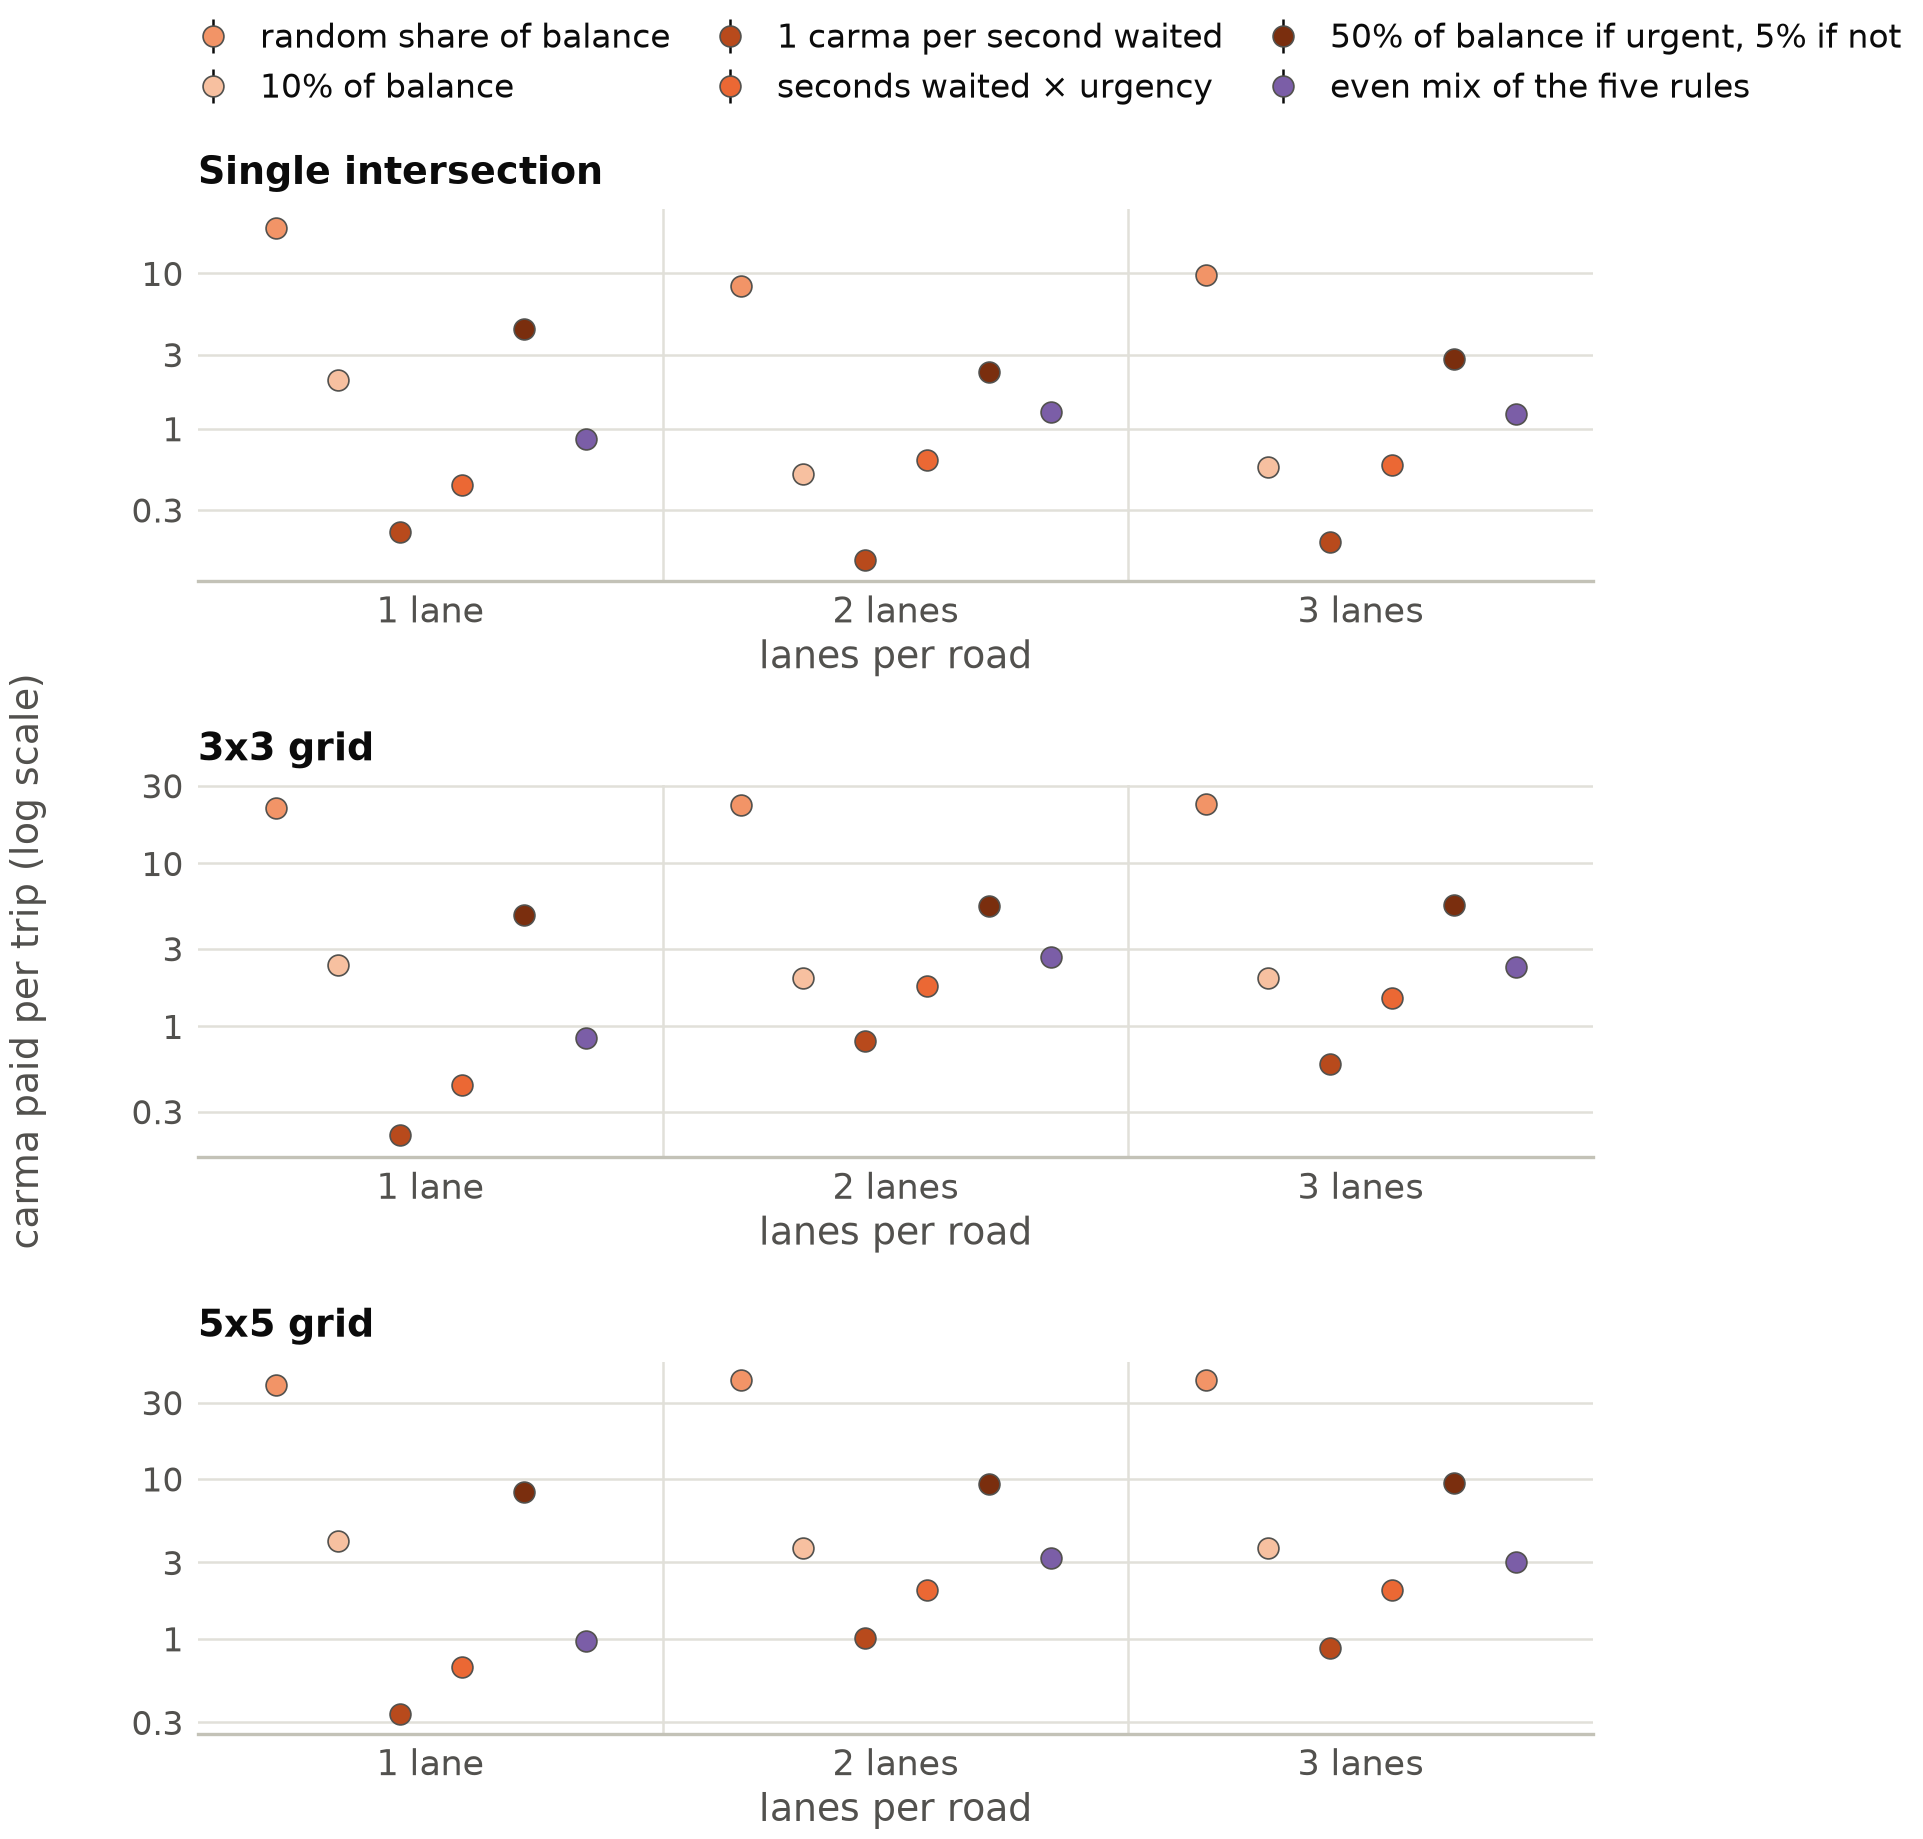 random share of balance
1 carma per second waited
50% of balance if urgent, 5% if not
10% of balance
seconds waited × urgency
even mix of the five rules
carma paid per trip (log scale)
Single intersection
10
3
1
0.3
1 lane
2 lanes
3 lanes
lanes per road
3x3 grid
30
10
3
1
0.3
1 lane
2 lanes
3 lanes
lanes per road
5x5 grid
30
10
3
1
0.3
1 lane
2 lanes
3 lanes
lanes per road